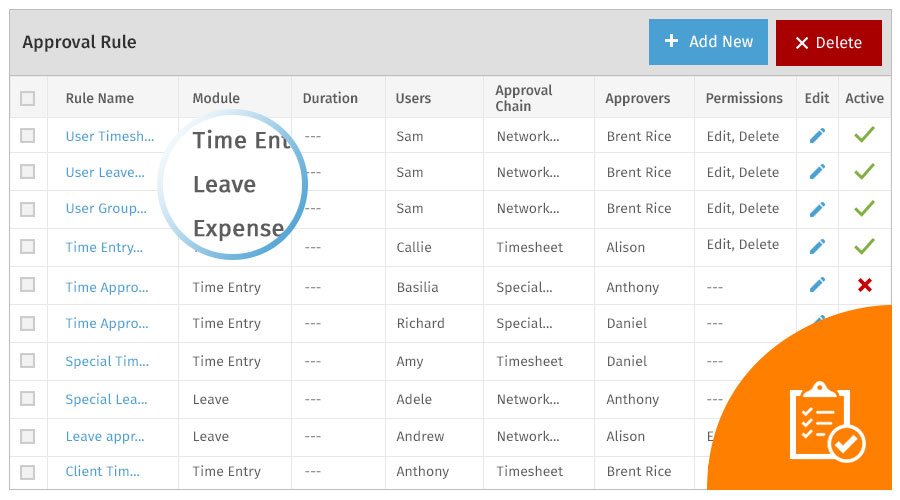 Approval Rule
+ Add New
× Delete
Rule Name Module Duration Users Approval Chain Approvers Permissions Edit Active
User Timesh... Time Ent --- Sam Network... Brent Rice Edit, Delete
User Leave... Leave --- Sam Network... Brent Rice Edit, Delete
User Group... Expense --- Sam Network... Brent Rice Edit, Delete
Time Entry... --- Callie Timesheet Alison Edit, Delete
Time Appro... Time Entry --- Basilia Special... Anthony ---
Time Appro... Time Entry --- Richard Special... Daniel ---
Special Tim... Time Entry --- Amy Timesheet Daniel ---
Special Lea... Leave --- Adele Network... Anthony ---
Leave appr... Leave --- Andrew Network... Alison
Client Tim... Time Entry --- Anthony Timesheet Brent Rice